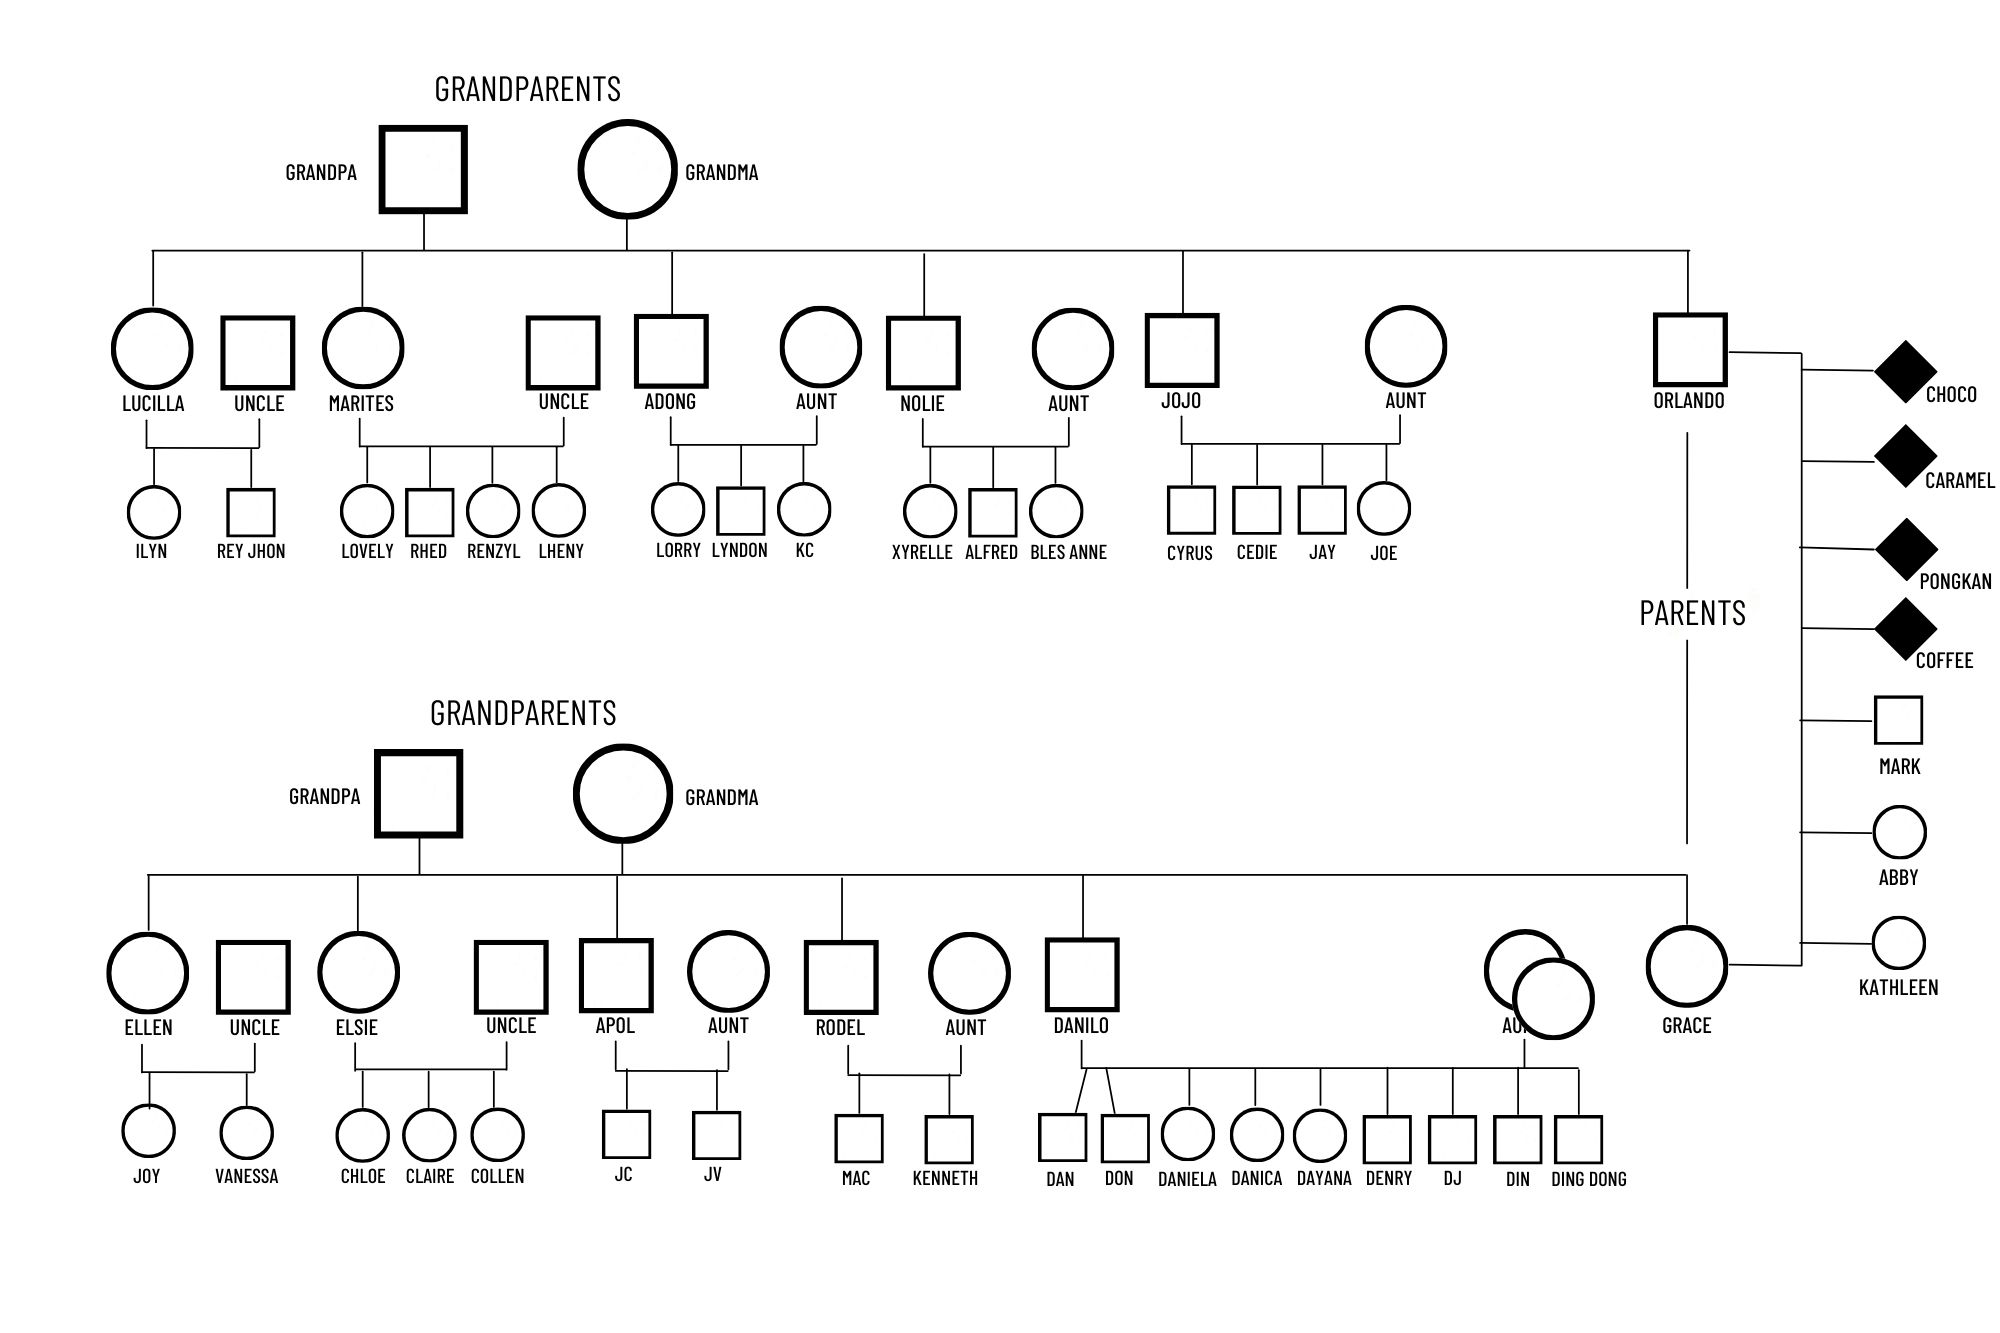 GRANDPARENTS
GRANDPA
GRANDMA
LUCILLA UNCLE MARITES UNCLE ADONG AUNT NOLIE AUNT JOJO AUNT ORLANDO
ILYN REY JHON LOVELY RHED RENZYL LHENY LORRY LYNDON KC XYRELLE ALFRED BLES ANNE CYRUS CEDIE JAY JOE
CHOCO
CARAMEL
PONGKAN
COFFEE
MARK
ABBY
KATHLEEN
PARENTS
GRANDPARENTS
GRANDPA
GRANDMA
ELLEN UNCLE ELSIE UNCLE APOL AUNT RODEL AUNT DANILO GRACE
JOY VANESSA CHLOE CLAIRE COLLEN JC JV MAC KENNETH DAN DON DANIELA DANICA DAYANA DENRY DJ DIN DING DONG